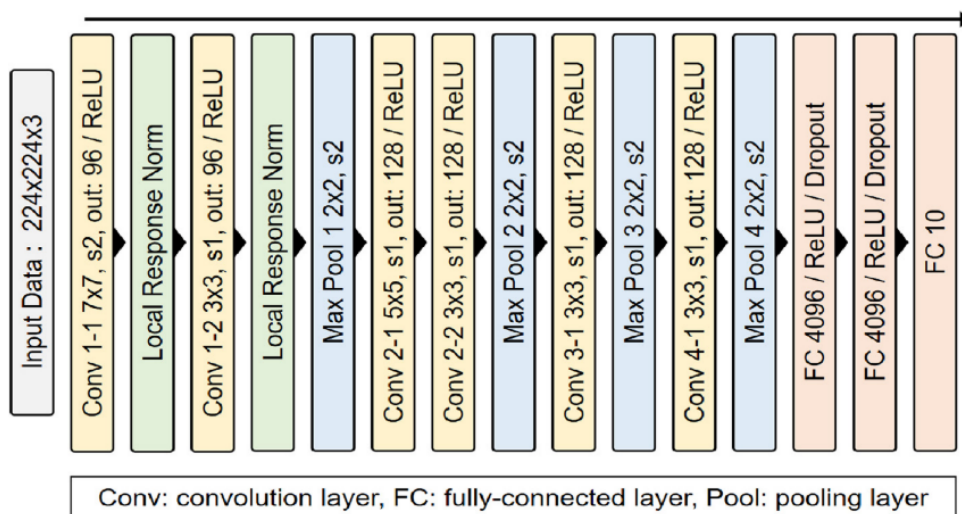 Input Data : 224x224x3
Conv 1-1 7x7, s2, out: 96 / ReLU
Local Response Norm
Conv 1-2 3x3, s1, out: 96 / ReLU
Local Response Norm
Max Pool 1 2x2, s2
Conv 2-1 5x5, s1, out: 128 / ReLU
Conv 2-2 3x3, s1, out: 128 / ReLU
Max Pool 2 2x2, s2
Conv 3-1 3x3, s1, out: 128 / ReLU
Max Pool 3 2x2, s2
Conv 4-1 3x3, s1, out: 128 / ReLU
Max Pool 4 2x2, s2
FC 4096 / ReLU / Dropout
FC 4096 / ReLU / Dropout
FC 10
Conv: convolution layer, FC: fully-connected layer, Pool: pooling layer